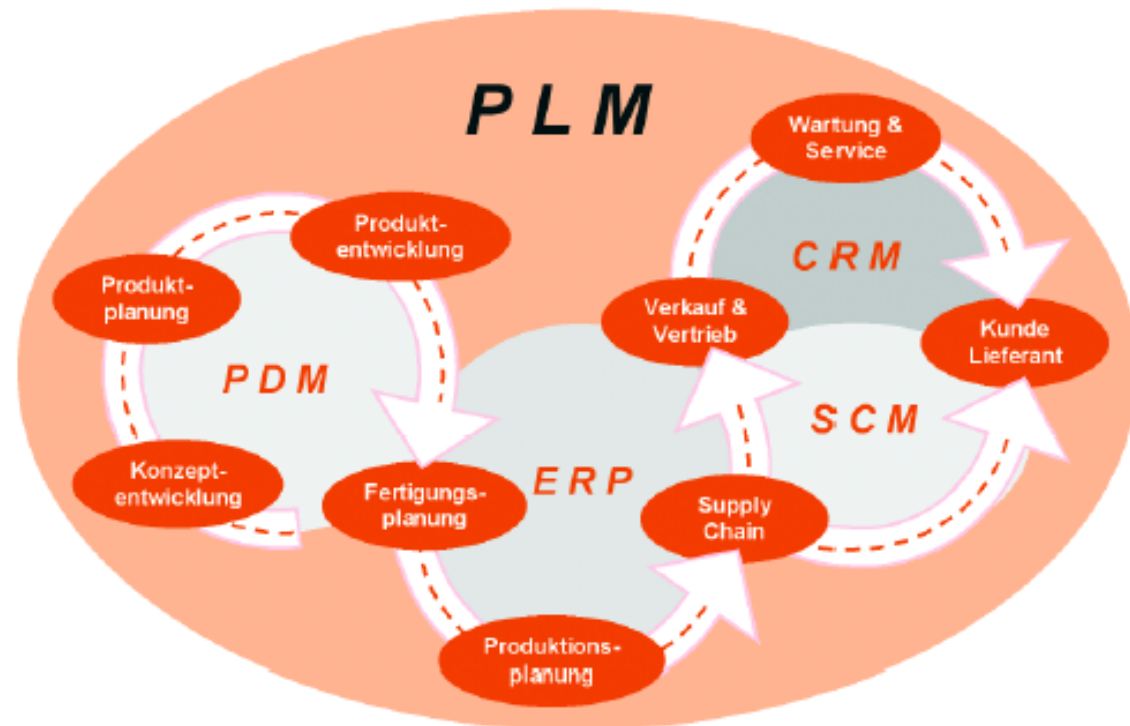 P L M
Wartung &
Service
Produkt-
entwicklung
CRM
Produkt-
planung
Verkauf &
Vertrieb
Kunde
Lieferant
PDM
SCM
Konzept-
entwicklung
Fertigungs-
planung
ERP
Supply
Chain
Produktions-
planung